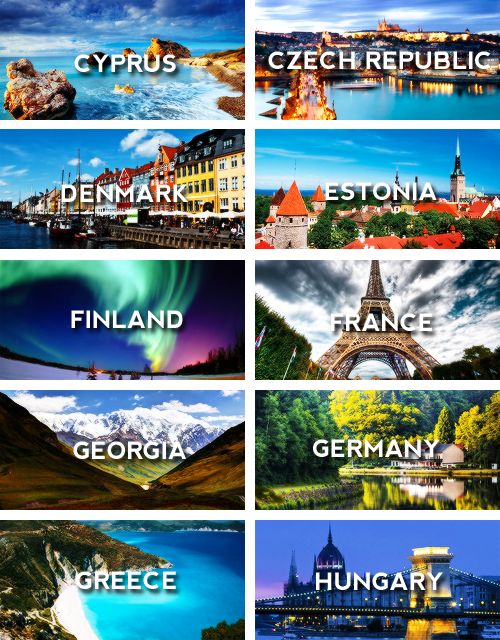 CYPRUS
CZECH REPUBLIC
DENMARK
ESTONIA
FINLAND
FRANCE
GEORGIA
GERMANY
GREECE
HUNGARY